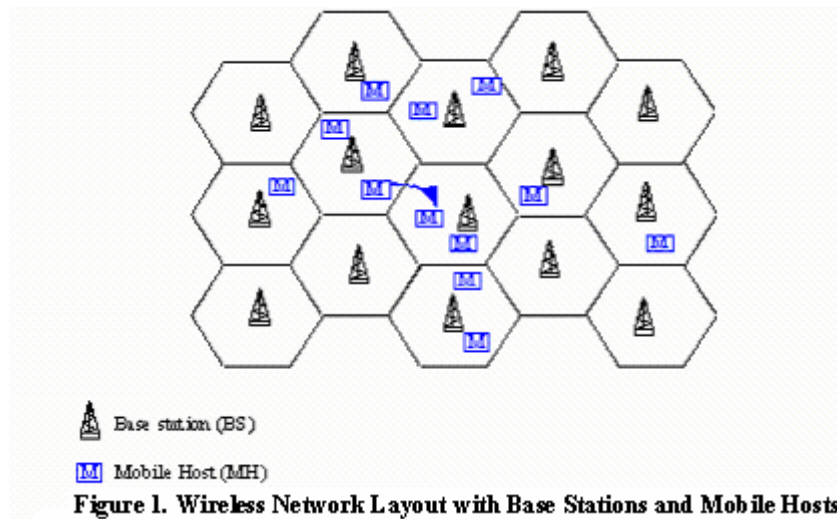 M
M
M
M
M
M
M
M
M
M
M
M
M
Base station (BS)
M Mobile Host (MH)
Figure 1. Wireless Network Layout with Base Stations and Mobile Hosts